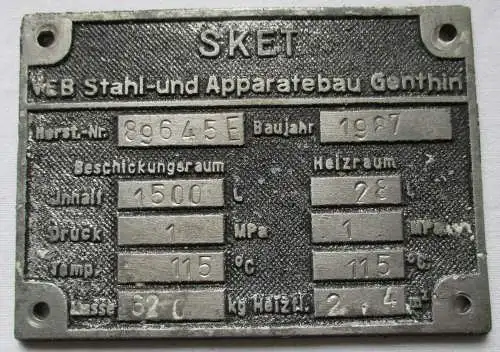 SKET
VEB Stahl-und Apparatebau Genthin
Herst.-Nr. 89645E Baujahr 1987
Beschickungsraum Heizraum
Inhalt 1500 L 28 L
Druck 1 MPa 1 MPa
Temp. 115 °C 115 °C
Masse 620 kg Heizfl. 2,4 m²